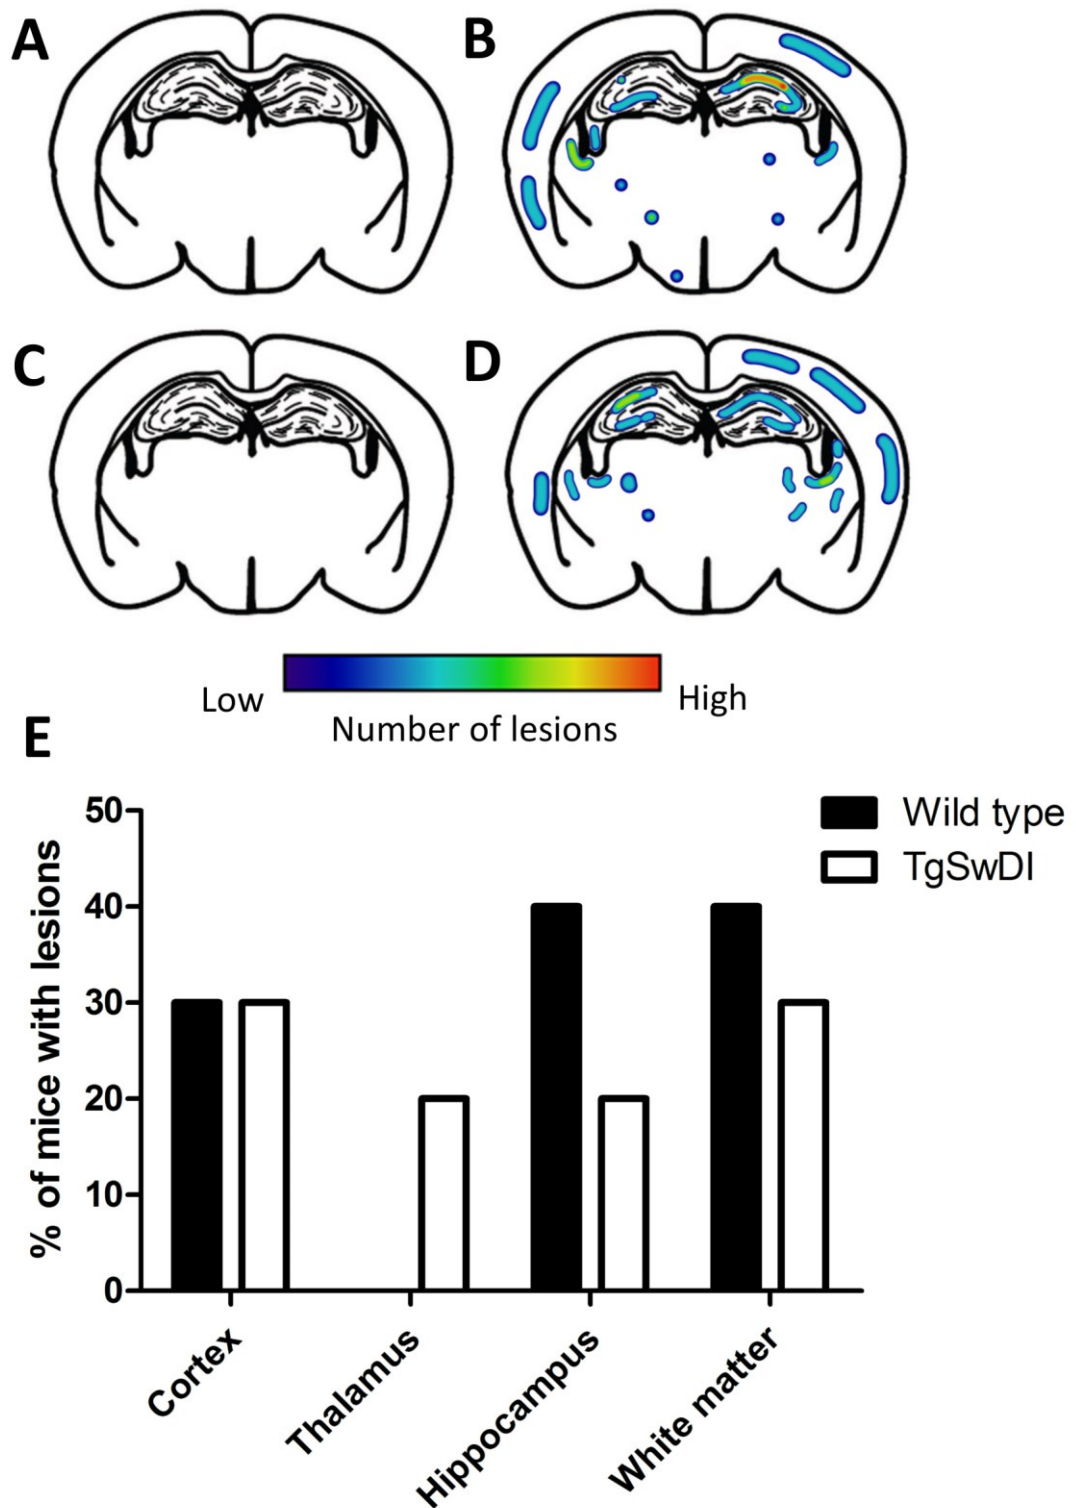 A
B
C
D
Low
High
Number of lesions
E
Wild type
TgSwDI
% of mice with lesions
50
40
30
20
10
0
Cortex
Thalamus
Hippocampus
White matter